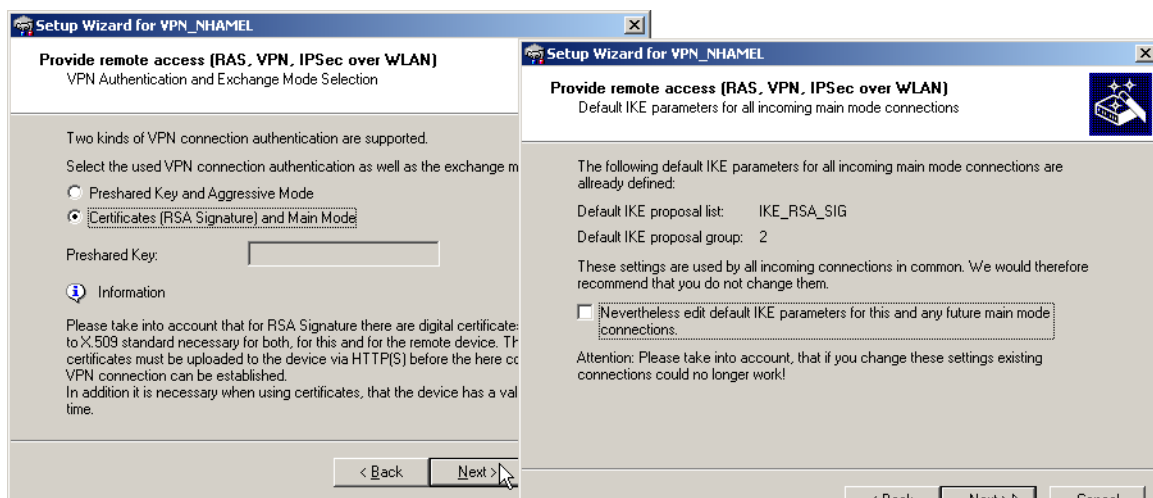 Setup Wizard for VPN_NHAMEL
Provide remote access (RAS, VPN, IPSec over WLAN)
VPN Authentication and Exchange Mode Selection
Two kinds of VPN connection authentication are supported.
Select the used VPN connection authentication as well as the exchange m
Preshared Key and Aggressive Mode
Certificates (RSA Signature) and Main Mode
Preshared Key:
Information
Please take into account that for RSA Signature there are digital certificate
to X.509 standard necessary for both, for this and for the remote device. Th
certificates must be uploaded to the device via HTTP(S) before the here co
VPN connection can be established.
In addition it is necessary when using certificates, that the device has a val
time.
< Back
Next >
Setup Wizard for VPN_NHAMEL
Provide remote access (RAS, VPN, IPSec over WLAN)
Default IKE parameters for all incoming main mode connections
The following default IKE parameters for all incoming main mode connections are
allready defined:
Default IKE proposal list: IKE_RSA_SIG
Default IKE proposal group: 2
These settings are used by all incoming connections in common. We would therefore
recommend that you do not change them.
Nevertheless edit default IKE parameters for this and any future main mode
connections.
Attention: Please take into account, that if you change these settings existing
connections could no longer work!
< Back
Next >
Cancel